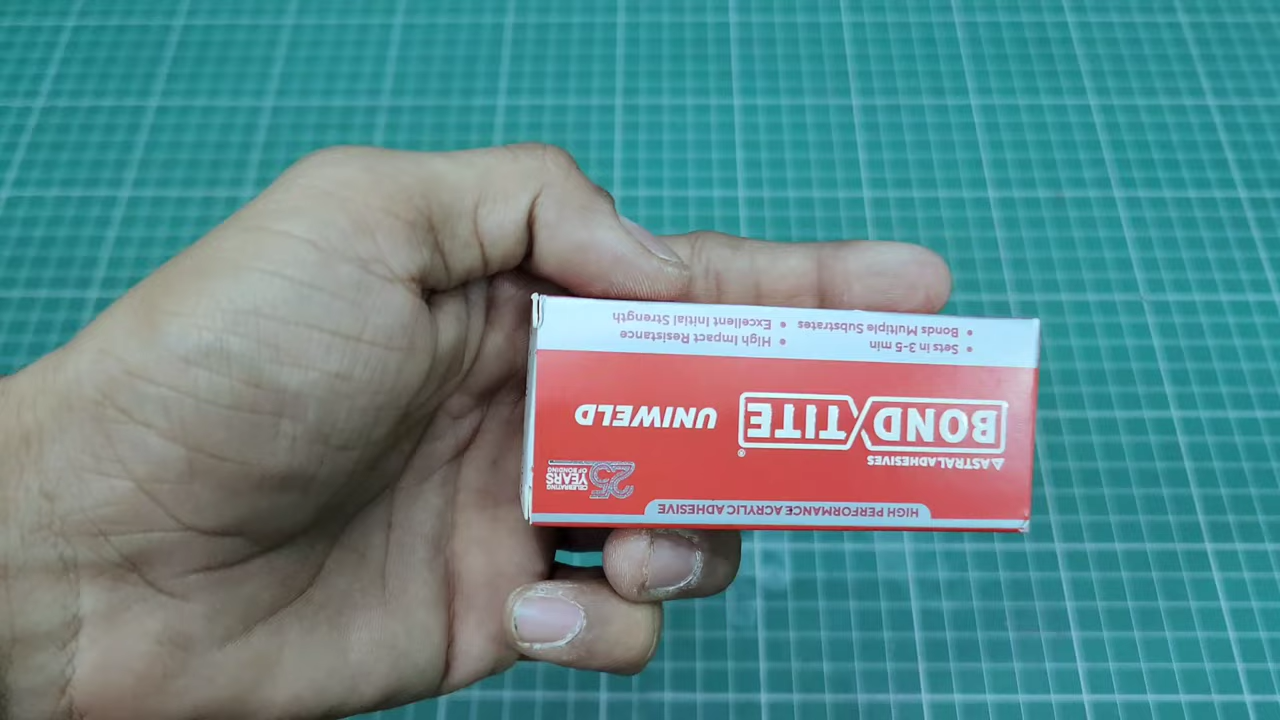 HIGH PERFORMANCE ACRYLIC ADHESIVE
ASTRAL ADHESIVES
BOND TITE®
UNIWELD
CELEBRATING
25 YEARS
OF BONDING
• Sets in 3-5 min
• High Impact Resistance
• Bonds Multiple Substrates
• Excellent Initial Strength